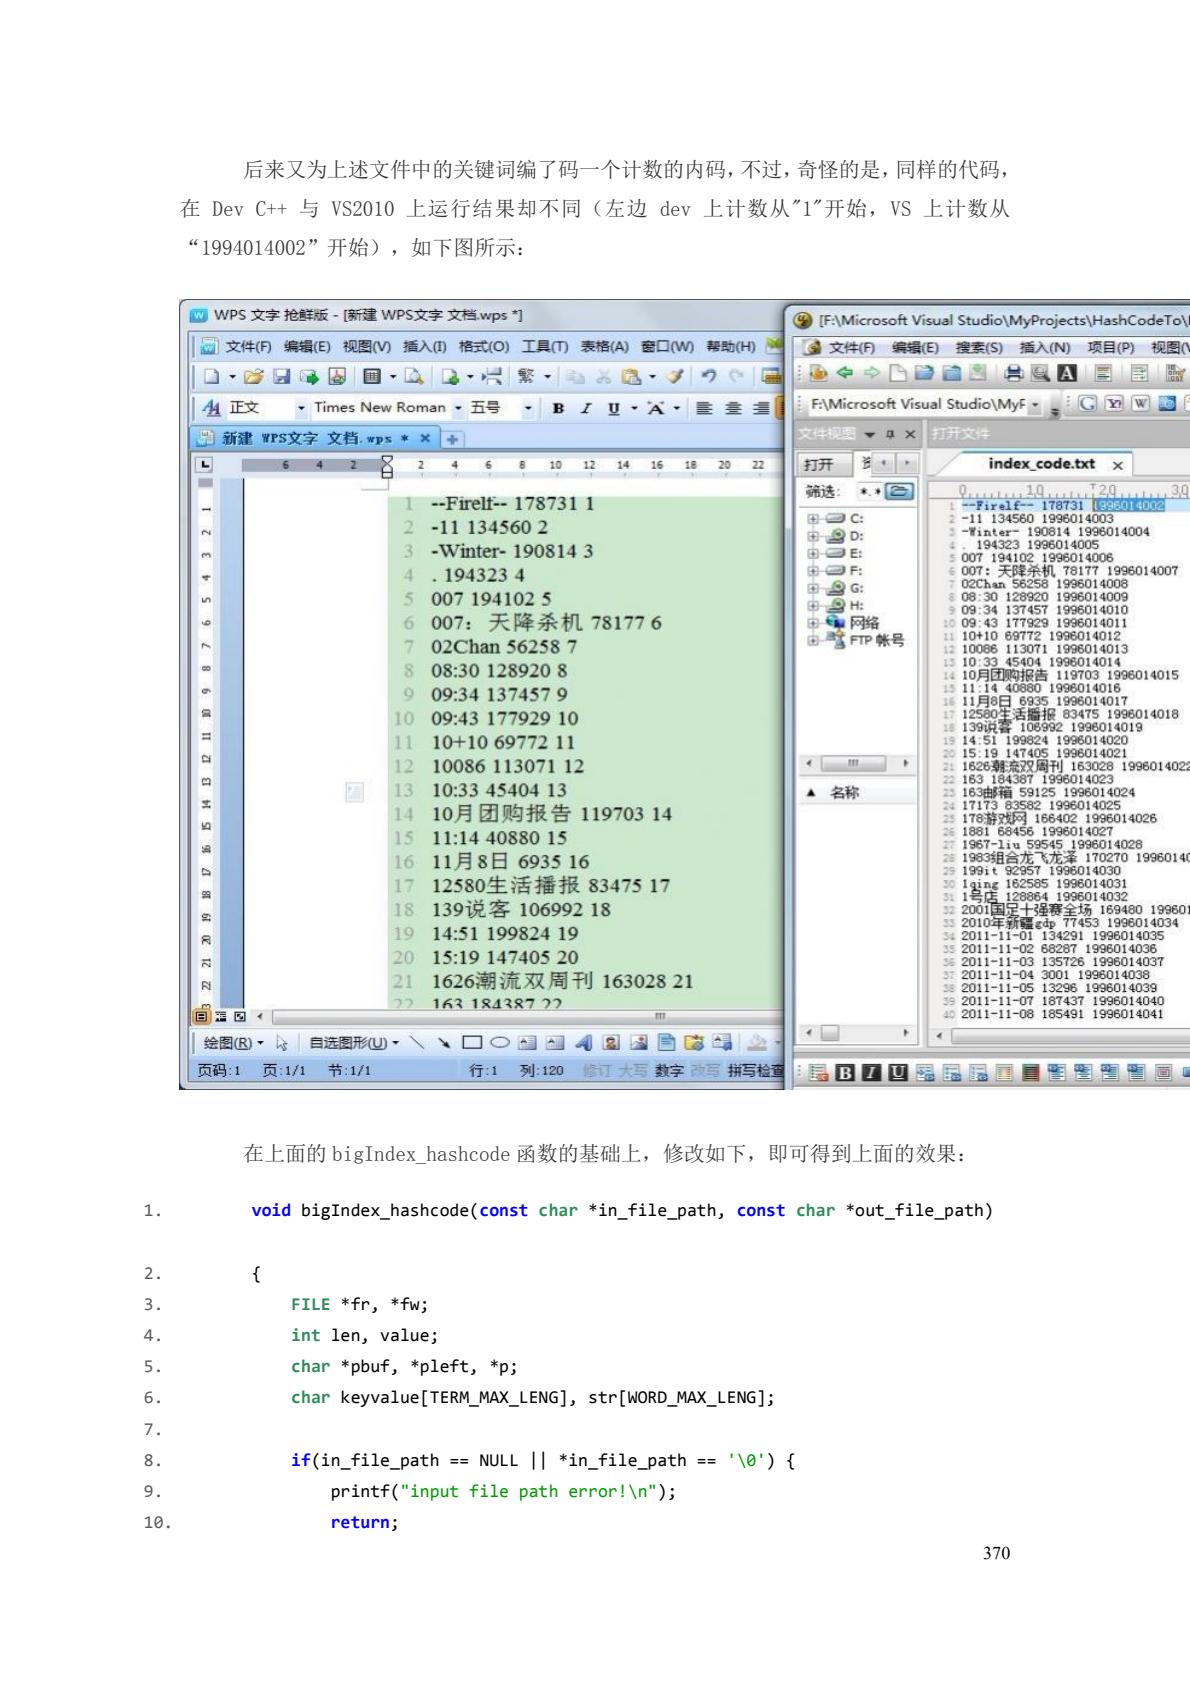 后来又为上述文件中的关键词编了码一个计数的内码，不过，奇怪的是，同样的代码，
在 Dev C++ 与 VS2010 上运行结果却不同（左边 dev 上计数从"1"开始，VS 上计数从
“1994014002”开始），如下图所示：
WPS 文字 抢鲜版 - [新建 WPS文字 文档.wps *]
文件(F) 编辑(E) 视图(V) 插入(I) 格式(O) 工具(T) 表格(A) 窗口(W) 帮助(H)
繁
正文 Times New Roman 五号 B I U A
新建 WPS文字 文档.wps *
6 4 2 2 4 6 8 10 12 14 16 18 20 22
1 --Firelf-- 178731 1
2 -11 134560 2
3 -Winter- 190814 3
4 . 194323 4
5 007 194102 5
6 007：天降杀机 78177 6
7 02Chan 56258 7
8 08:30 128920 8
9 09:34 137457 9
10 09:43 177929 10
11 10+10 69772 11
12 10086 113071 12
13 10:33 45404 13
14 10月团购报告 119703 14
15 11:14 40880 15
16 11月8日 6935 16
17 12580生活播报 83475 17
18 139说客 106992 18
19 14:51 199824 19
20 15:19 147405 20
21 1626潮流双周刊 163028 21
22 163 184387 22
绘图(R) 自选图形(U)
页码:1 页:1/1 节:1/1 行:1 列:120 修订 大写 数字 改写 拼写检查
[F:\Microsoft Visual Studio\MyProjects\HashCodeTo\
文件(F) 编辑(E) 搜索(S) 插入(N) 项目(P) 视图(V
F:\Microsoft Visual Studio\MyF
文件视图 打开文件
打开 index_code.txt
筛选: *.*
C:
D:
E:
F:
G:
H:
网络
FTP 帐号
名称
0 10 20 30
1 --Firelf-- 178731 1996014002
2 -11 134560 1996014003
3 -Winter- 190814 1996014004
4 . 194323 1996014005
5 007 194102 1996014006
6 007：天降杀机 78177 1996014007
7 02Chan 56258 1996014008
8 08:30 128920 1996014009
9 09:34 137457 1996014010
10 09:43 177929 1996014011
11 10+10 69772 1996014012
12 10086 113071 1996014013
13 10:33 45404 1996014014
14 10月团购报告 119703 1996014015
15 11:14 40880 1996014016
16 11月8日 6935 1996014017
17 12580生活播报 83475 1996014018
18 139说客 106992 1996014019
19 14:51 199824 1996014020
20 15:19 147405 1996014021
21 1626潮流双周刊 163028 1996014022
22 163 184387 1996014023
23 163邮箱 59125 1996014024
24 17173 83582 1996014025
25 178游戏网 166402 1996014026
26 1881 68456 1996014027
27 1967-liu 59545 1996014028
28 1983组合龙飞龙泽 170270 19960140
29 199it 92957 1996014030
30 1qing 162585 1996014031
31 1号店 128864 1996014032
32 2001国足十强赛全场 169480 199601
33 2010年新疆gdp 77453 1996014034
34 2011-11-01 134291 1996014035
35 2011-11-02 68287 1996014036
36 2011-11-03 135726 1996014037
37 2011-11-04 3001 1996014038
38 2011-11-05 13296 1996014039
39 2011-11-07 187437 1996014040
40 2011-11-08 185491 1996014041
B I U
在上面的 bigIndex_hashcode 函数的基础上，修改如下，即可得到上面的效果：
1. void bigIndex_hashcode(const char *in_file_path, const char *out_file_path)
2. {
3. FILE *fr, *fw;
4. int len, value;
5. char *pbuf, *pleft, *p;
6. char keyvalue[TERM_MAX_LENG], str[WORD_MAX_LENG];
7.
8. if(in_file_path == NULL || *in_file_path == '\0') {
9. printf("input file path error!\n");
10. return;
370